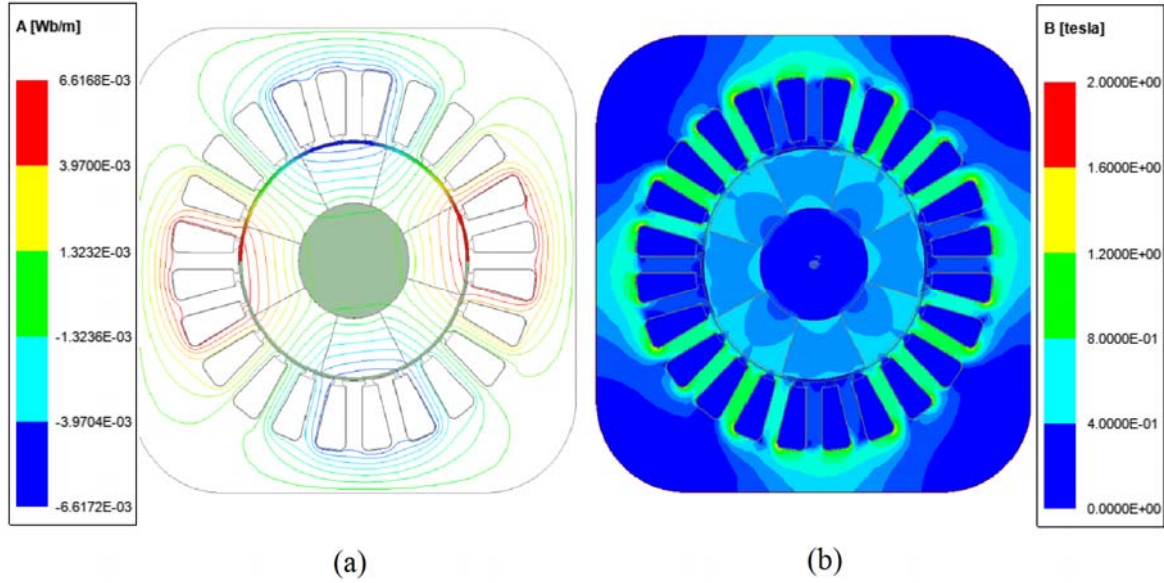 A [Wb/m]
6.6168E-03
3.9700E-03
1.3232E-03
-1.3236E-03
-3.9704E-03
-6.6172E-03
(a)
B [tesla]
2.0000E+00
1.6000E+00
1.2000E+00
8.0000E-01
4.0000E-01
0.0000E+00
(b)